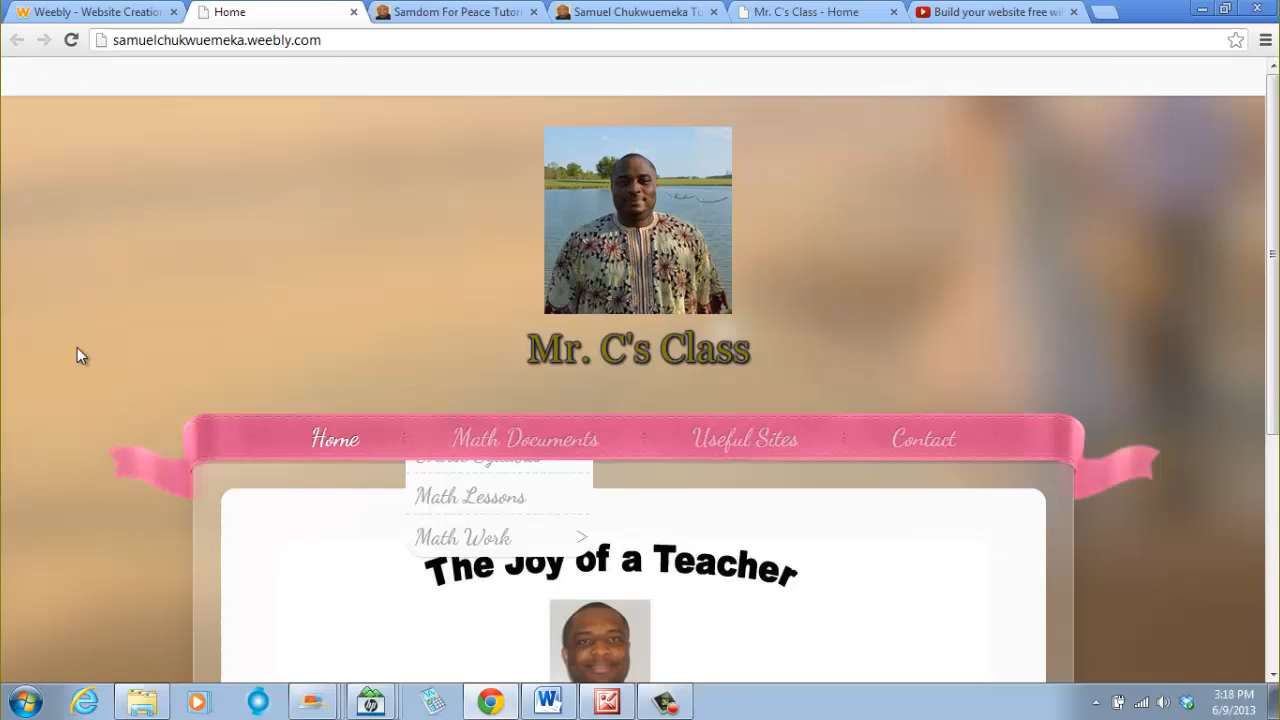 Weebly - Website Creation
Home
Samdom For Peace Tutor
Samuel Chukwuemeka Tu
Mr. C's Class - Home
Build your website free wi
samuelchukwuemeka.weebly.com
Mr. C's Class
Home
Math Documents
Useful Sites
Contact
Math Lessons
Math Work >
The Joy of a Teacher
3:18 PM
6/9/2013